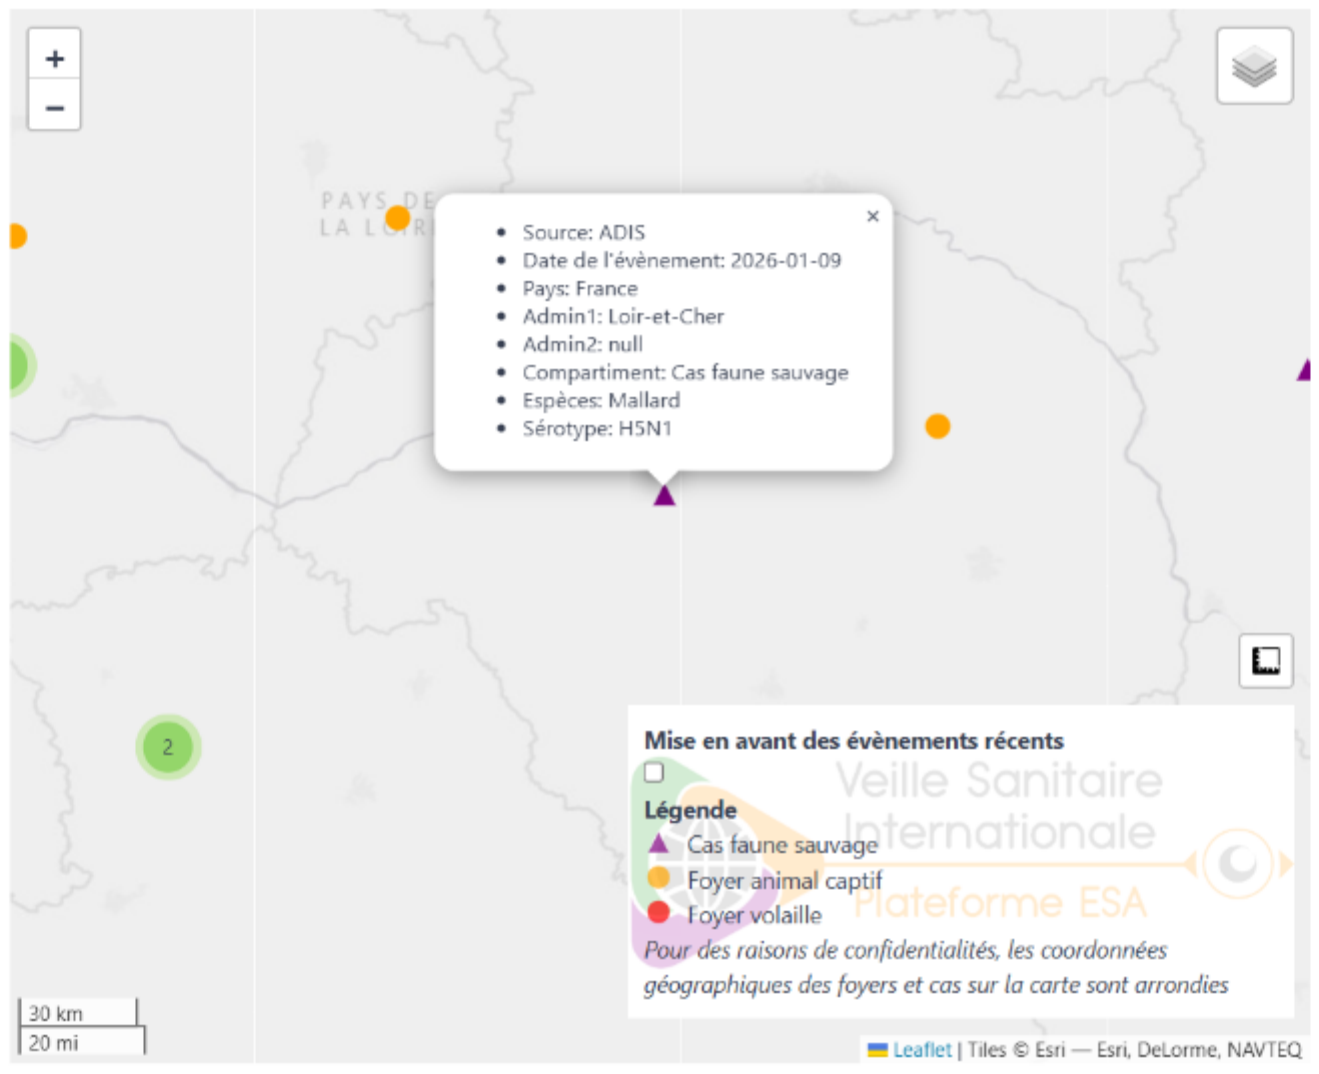 +
−
PAYS DE
LA LOIRE
×
Source: ADIS
Date de l'évènement: 2026-01-09
Pays: France
Admin1: Loir-et-Cher
Admin2: null
Compartiment: Cas faune sauvage
Espèces: Mallard
Sérotype: H5N1
2
Mise en avant des évènements récents
Veille Sanitaire
Internationale
Plateforme ESA
Légende
Cas faune sauvage
Foyer animal captif
Foyer volaille
Pour des raisons de confidentialités, les coordonnées
géographiques des foyers et cas sur la carte sont arrondies
30 km
20 mi
Leaflet | Tiles © Esri — Esri, DeLorme, NAVTEQ